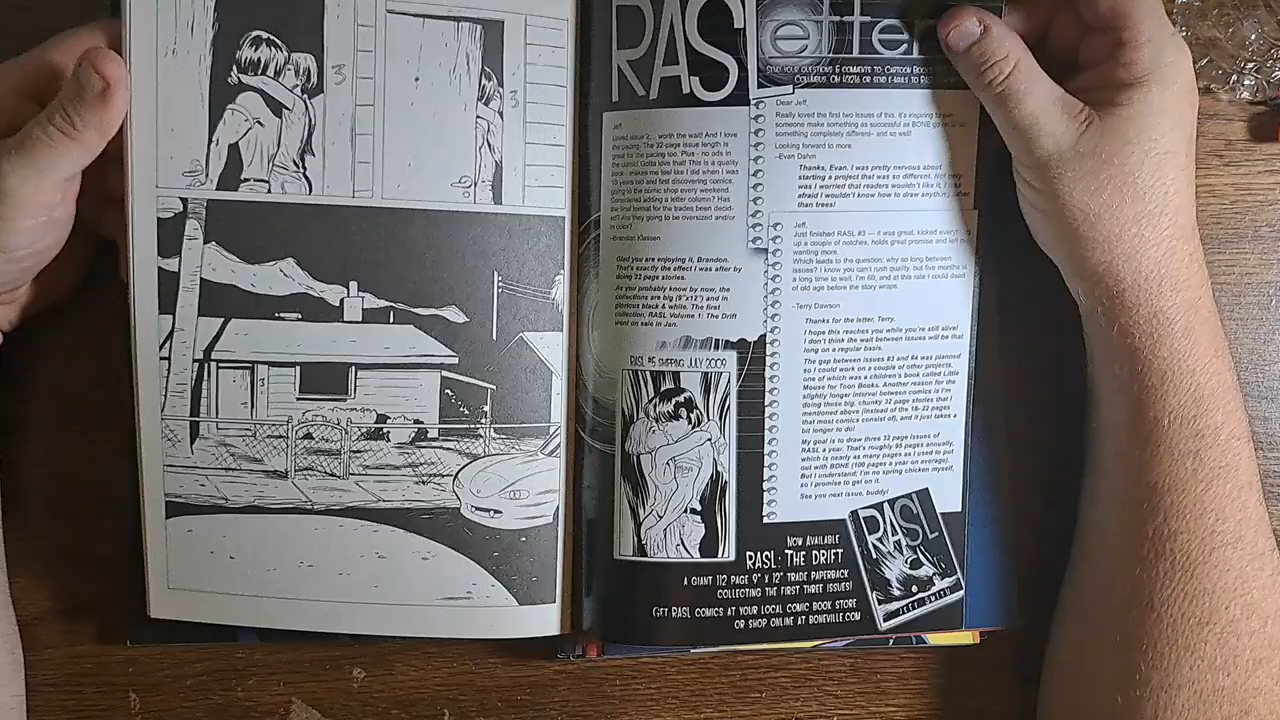 3
3
3
RASL etter
SEND YOUR QUESTIONS & COMMENTS TO: CARTOON BOO
COLUMBUS, OH 43216 OR SEND E-MAILS TO
Jeff,
Loved issue 2... worth the wait! And I love
the pacing. The 32-page issue length is
great for the pacing too. Plus - no ads in
the comic. Gotta love that! This is a quality
book - makes me feel like I did when I was
10 years old and first discovering comics,
going to the comic shop every weekend.
Considered adding a letter column? Has
the final format for the trades been decid-
ed? Are they going to be oversized and/or
in color?
–Brandon Klassen
Glad you are enjoying it, Brandon.
That's exactly the affect I was after by
doing 32 page stories.
As you probably know by now, the
collections are big (9"x12") and in
glorious black & white. The first
collection, RASL Volume 1: The Drift
went on sale in Jan.
RASL #5 SHIPPING JULY 2009
Dear Jeff,
Really loved the first two issues of this. It's inspiring to see
someone make something as successful as BONE go on to do
something completely different- and so well!
Looking forward to more.
–Evan Dahm
Thanks, Evan. I was pretty nervous about
starting a project that was so different. Not only
was I worried that readers wouldn't like it, I was
afraid I wouldn't know how to draw anything other
than trees!
Jeff,
Just finished RASL #3 — it was great, kicked everything
up a couple of notches, holds great promise and left me
wanting more.
Which leads to the question: why so long between
issues? I know you can't rush quality, but five months is
a long time to wait. I'm 60, and at this rate I could dead
of old age before the story wraps.
–Terry Dawson
Thanks for the letter, Terry.
I hope this reaches you while you're still alive!
I don't think the wait between issues will be that
long on a regular basis.
The gap between issues #3 and #4 was planned
so I could work on a couple of other projects,
one of which was a children's book called Little
Mouse for Toon Books. Another reason for the
slightly longer interval between comics is I'm
doing these big, chunky 32 page stories that I
mentioned above (instead of the 18–22 pages
that most comics consist of), and it just takes a
bit longer to do!
My goal is to draw three 32 page issues of
RASL a year. That's roughly 95 pages annually,
which is nearly as many pages as I used to put
out with BONE (100 pages a year on average).
But I understand; I'm no spring chicken myself,
so I promise to get on it.
See you next issue, buddy!
NOW AVAILABLE
RASL: THE DRIFT
A GIANT 112 PAGE 9" X 12" TRADE PAPERBACK
COLLECTING THE FIRST THREE ISSUES!
GET RASL COMICS AT YOUR LOCAL COMIC BOOK STORE
OR SHOP ONLINE AT BONEVILLE.COM
RASL
JEFF SMITH